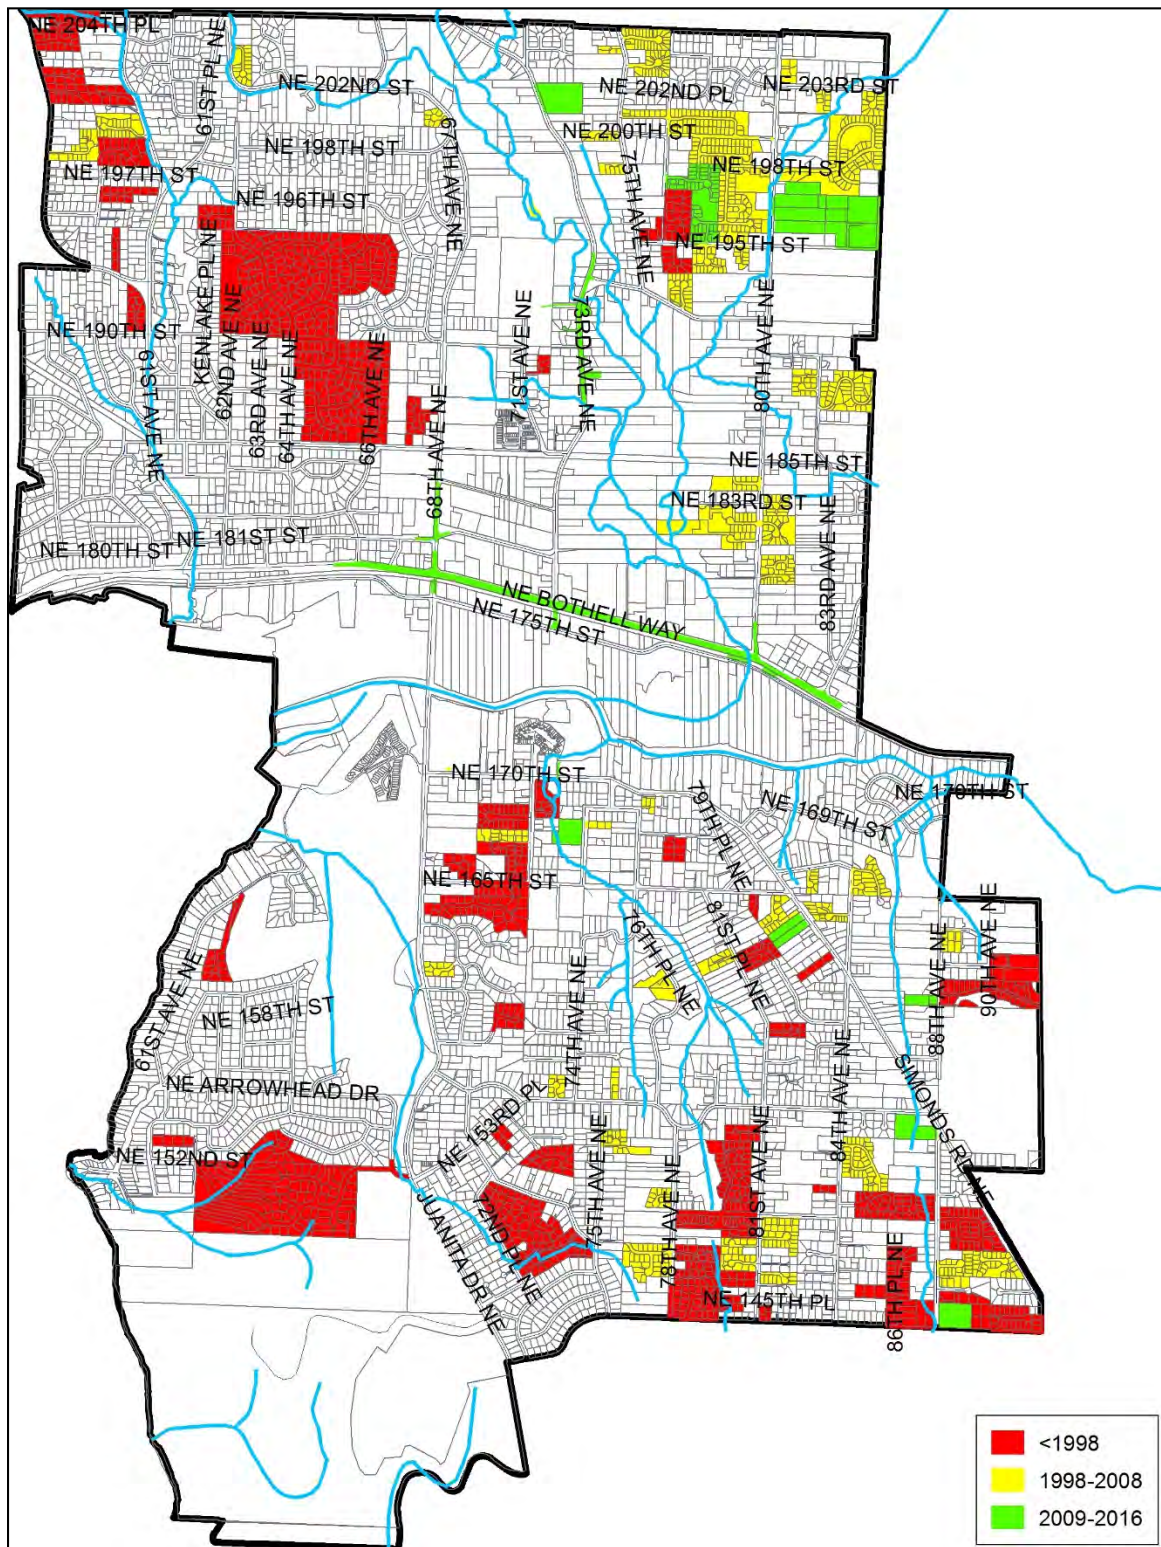 NE 204TH PL
61ST PL NE
NE 202ND ST
NE 202ND PL
NE 203RD ST
NE 200TH ST
67TH AVE NE
NE 198TH ST
75TH AVE NE
NE 198TH ST
NE 197TH ST
NE 196TH ST
NE 195TH ST
KENLAKE PL NE
62ND AVE NE
63RD AVE NE
64TH AVE NE
66TH AVE NE
NE 190TH ST
61ST AVE NE
71ST AVE NE
73RD AVE NE
80TH AVE NE
68TH AVE NE
NE 185TH ST
NE 183RD ST
83RD AVE NE
NE 181ST ST
NE 180TH ST
NE BOTHELL WAY
NE 175TH ST
NE 170TH ST
79TH PL NE
NE 169TH ST
NE 170TH ST
NE 165TH ST
81ST PL NE
76TH PL NE
88TH AVE NE
90TH AVE NE
61ST AVE NE
NE 158TH ST
74TH AVE NE
84TH AVE NE
SIMONDS RD NE
NE ARROWHEAD DR
NE 153RD PL
NE 152ND ST
75TH AVE NE
78TH AVE NE
81ST AVE NE
72ND PL NE
JUANITA DR NE
86TH PL NE
NE 145TH PL
<1998
1998-2008
2009-2016